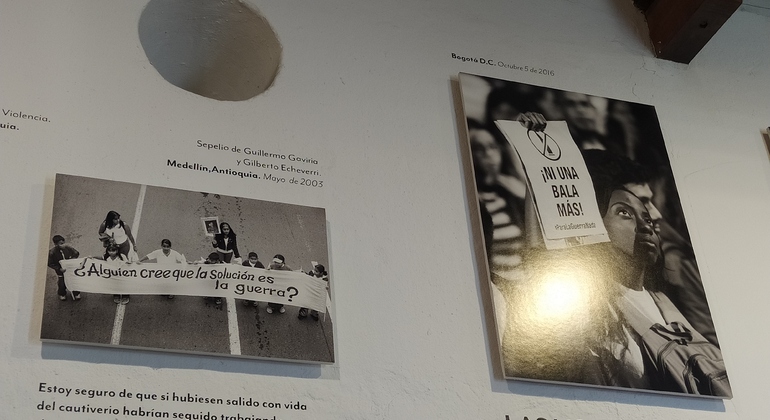 Violencia.
uia.
Sepelio de Guillermo Gaviria
y Gilberto Echeverri.
Medellín, Antioquia. Mayo de 2003
¿Alguien cree que la Solución es
la guerra?
Estoy seguro de que si hubiesen salido con vida
del cautiverio habrían seguido trabajando
Bogotá D.C. Octubre 5 de 2016
¡NI UNA
BALA
MÁS!